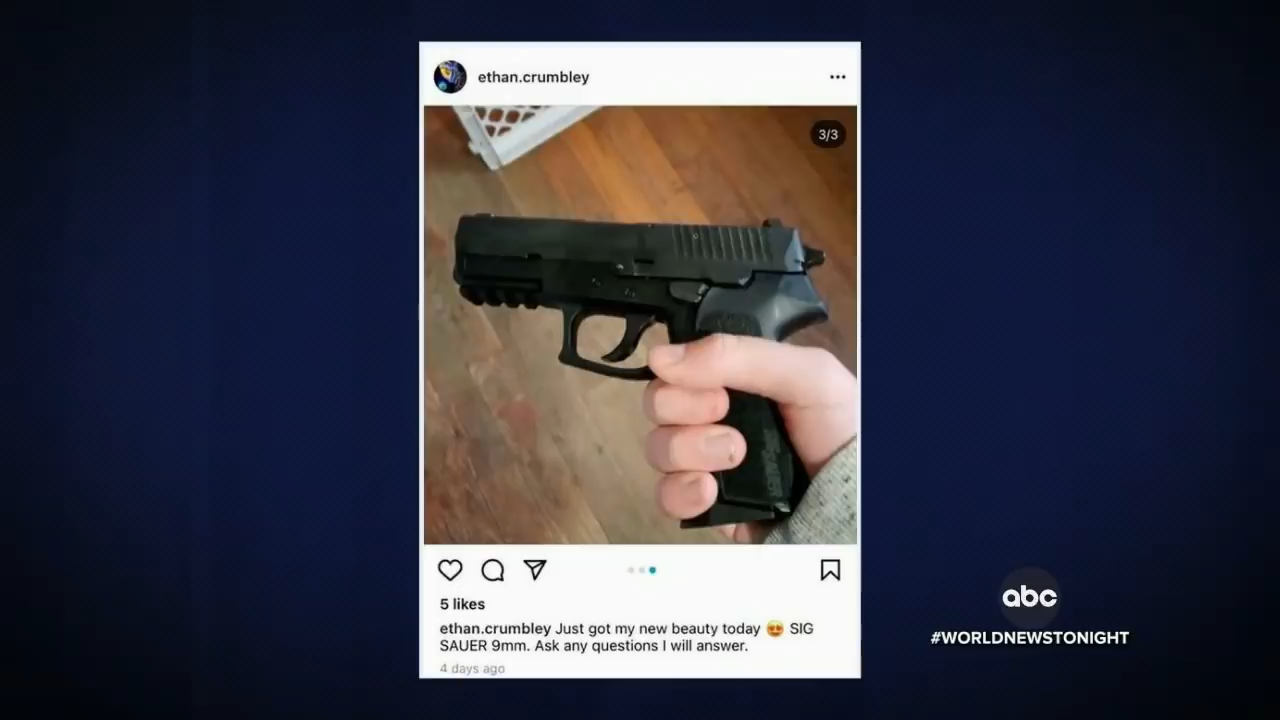 ethan.crumbley
3/3
5 likes
ethan.crumbley Just got my new beauty today 😍 SIG
SAUER 9mm. Ask any questions I will answer.
4 days ago
abc
#WORLDNEWSTONIGHT